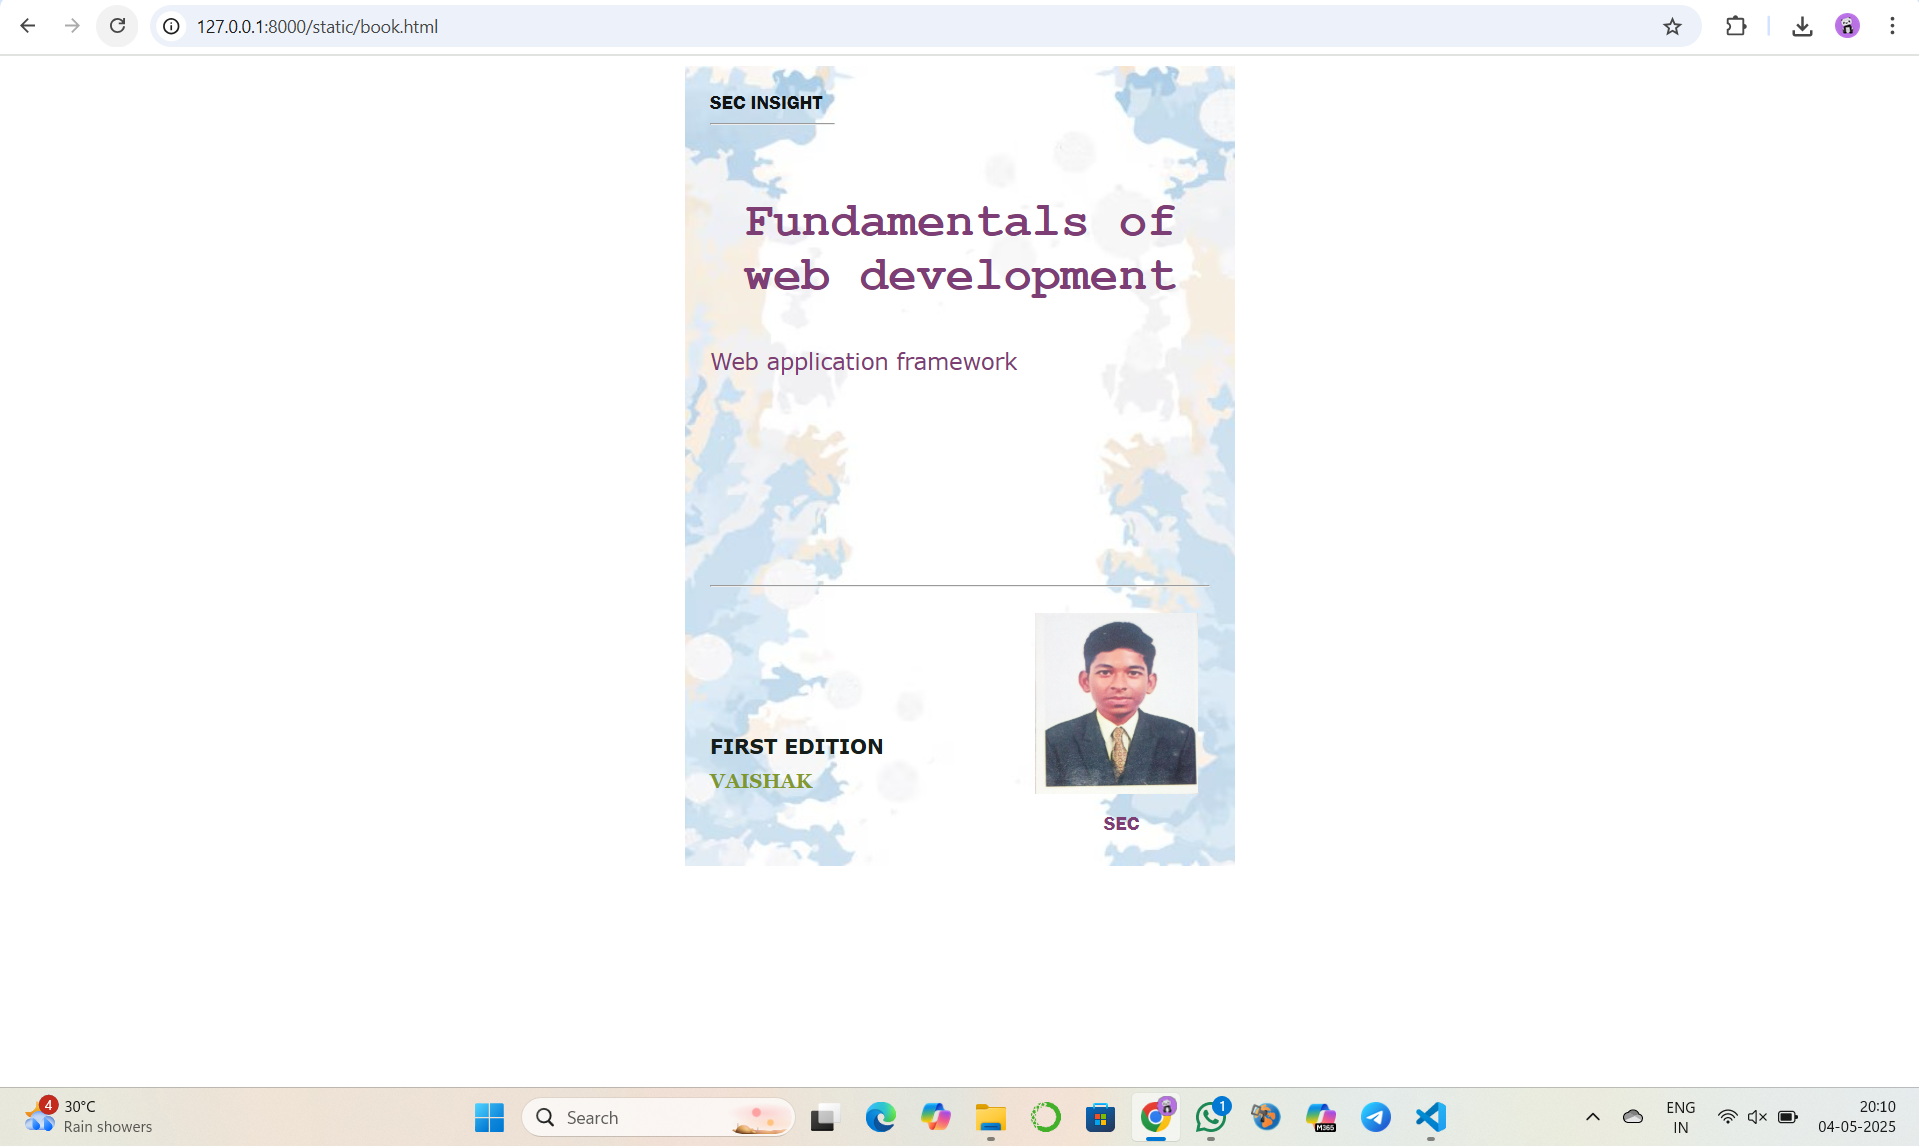 127.0.0.1:8000/static/book.html
SEC INSIGHT
Fundamentals of
web development
Web application framework
FIRST EDITION
VAISHAK
SEC
4
30°C
Rain showers
Search
M365
1
ENG
IN
20:10
04-05-2025